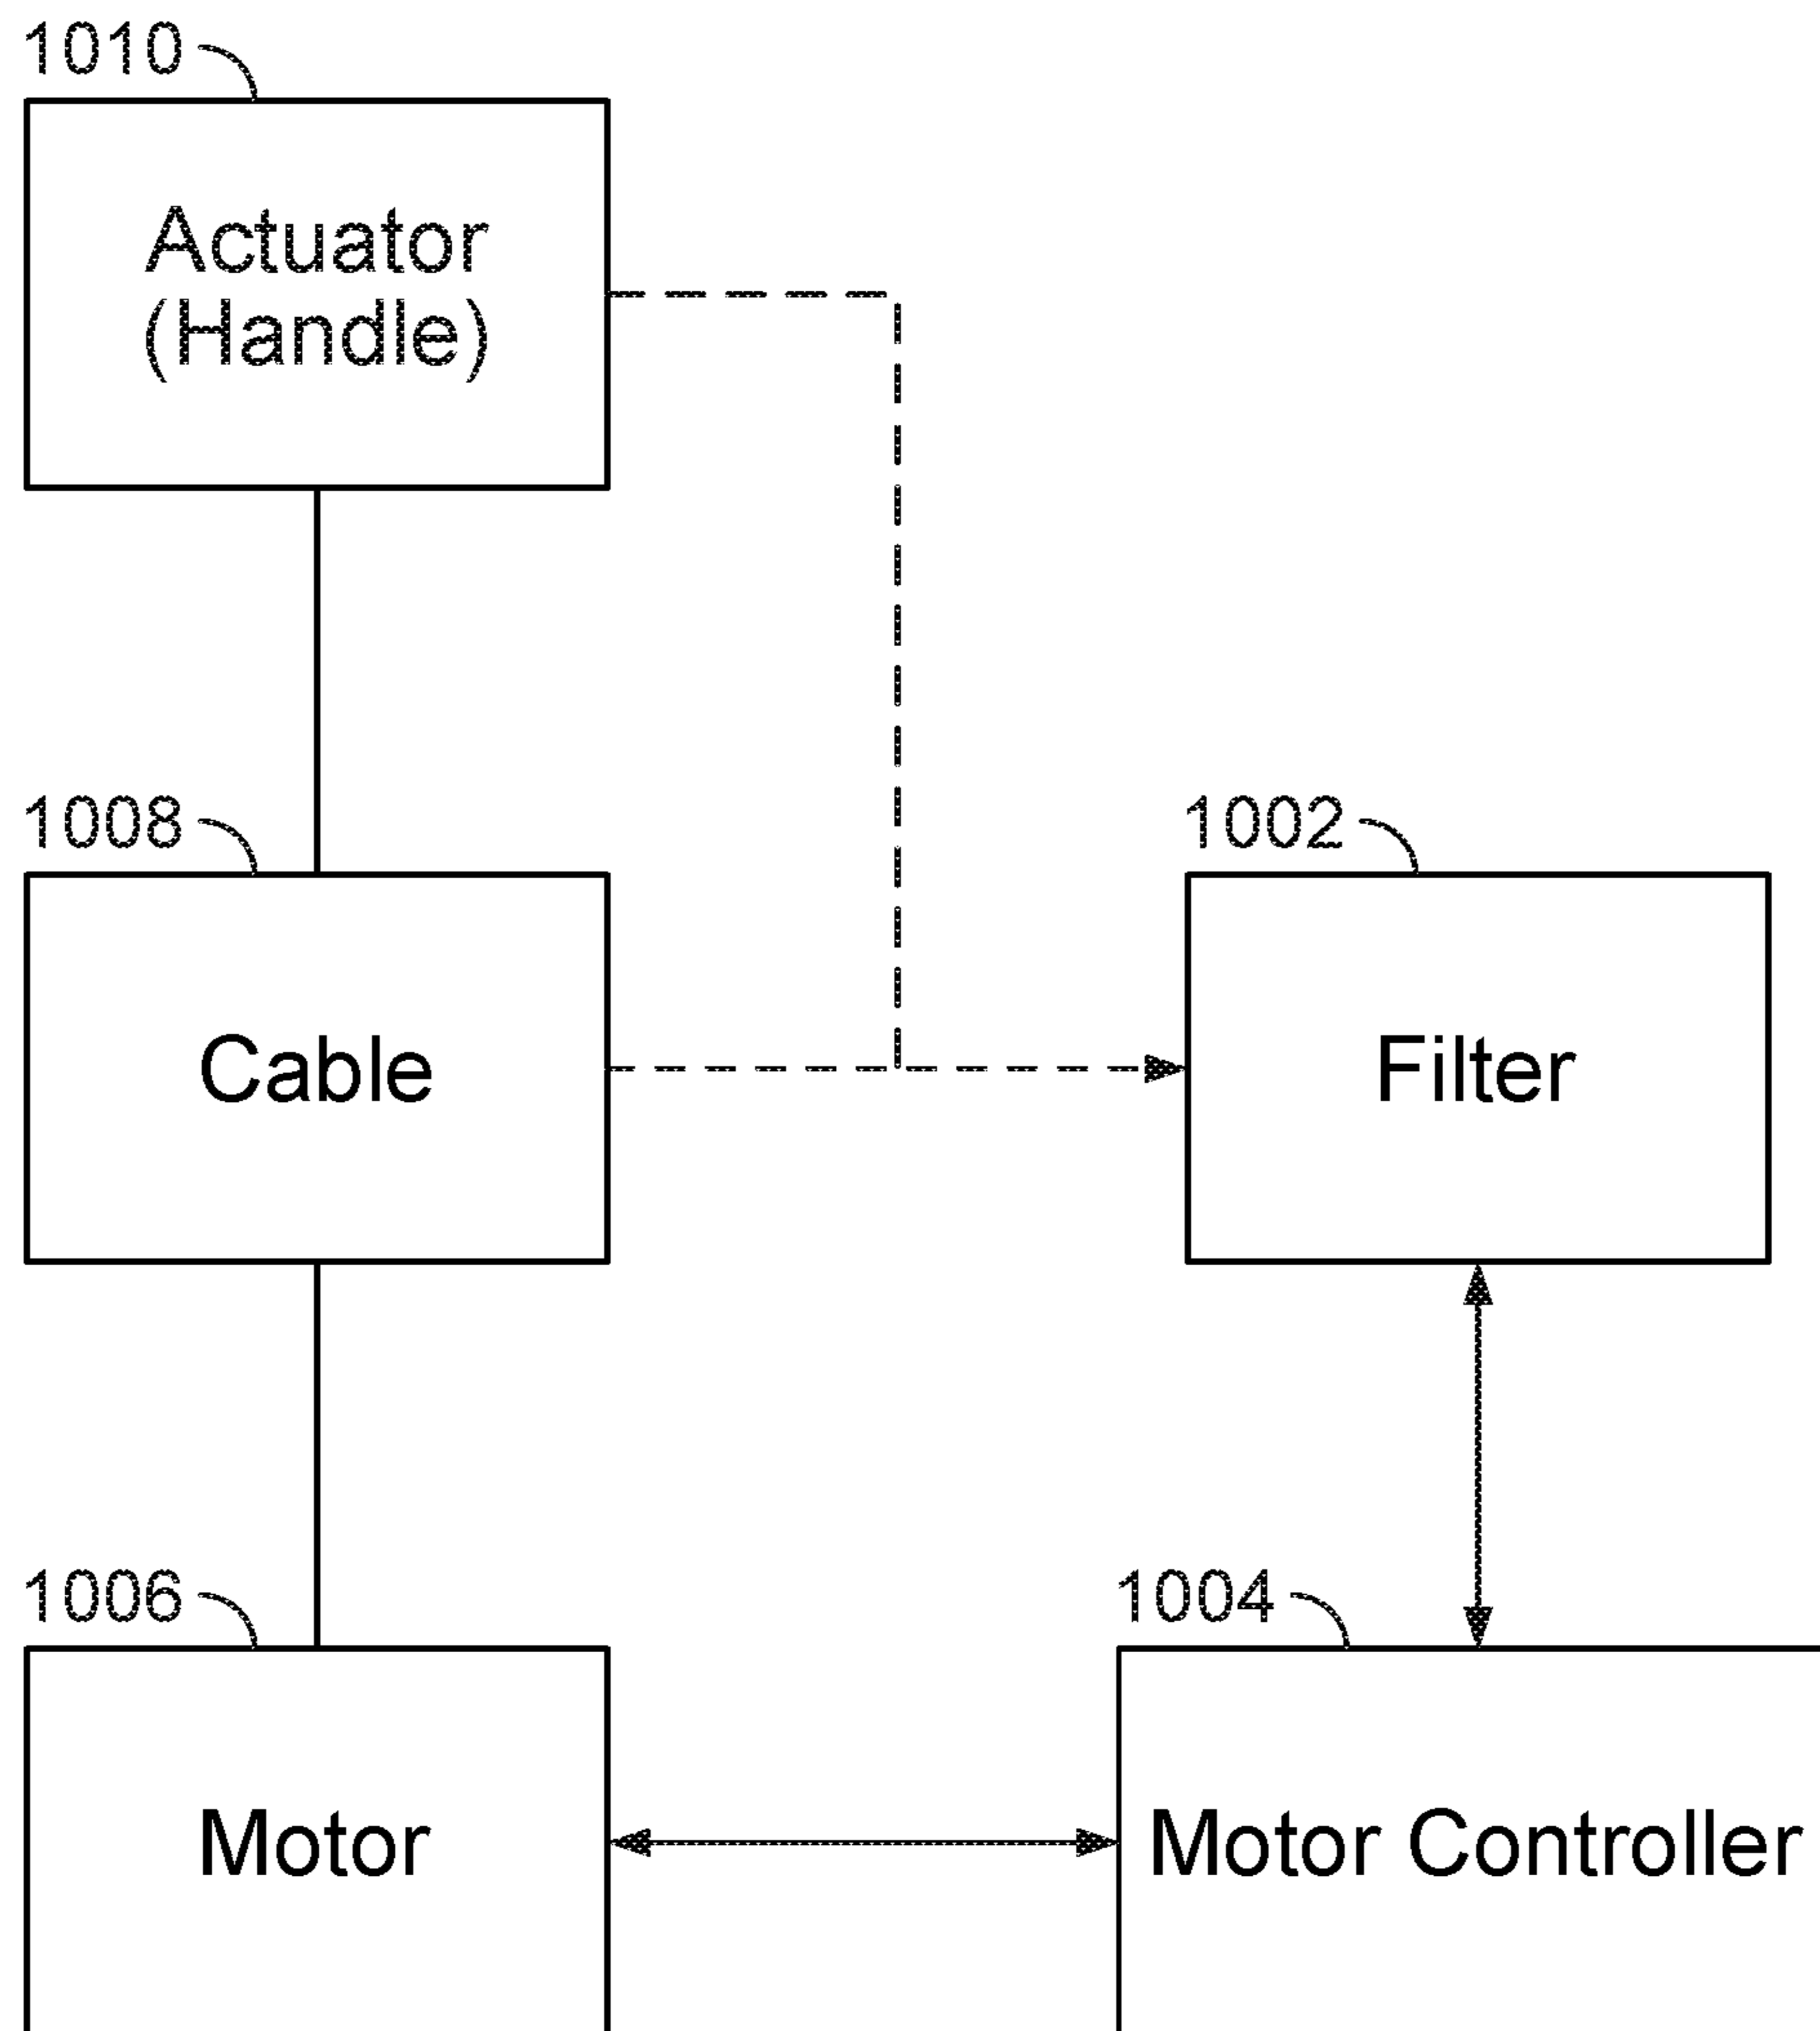 1010
Actuator
(Handle)
1008
Cable
1002
Filter
1006
Motor
1004
Motor Controller